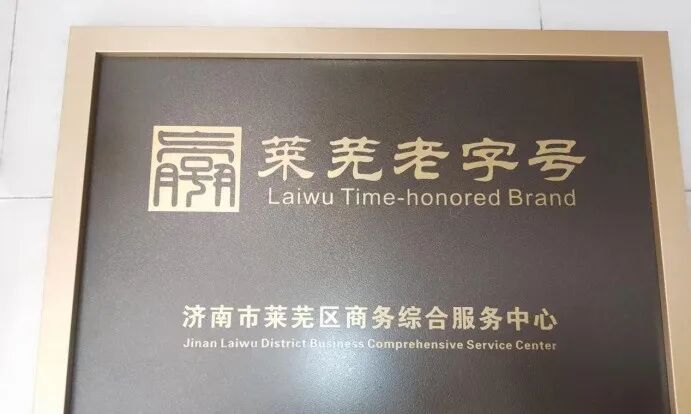 莱芜老字号
Laiwu Time-honored Brand
济南市莱芜区商务综合服务中心
Jinan Laiwu District Business Comprehensive Service Center